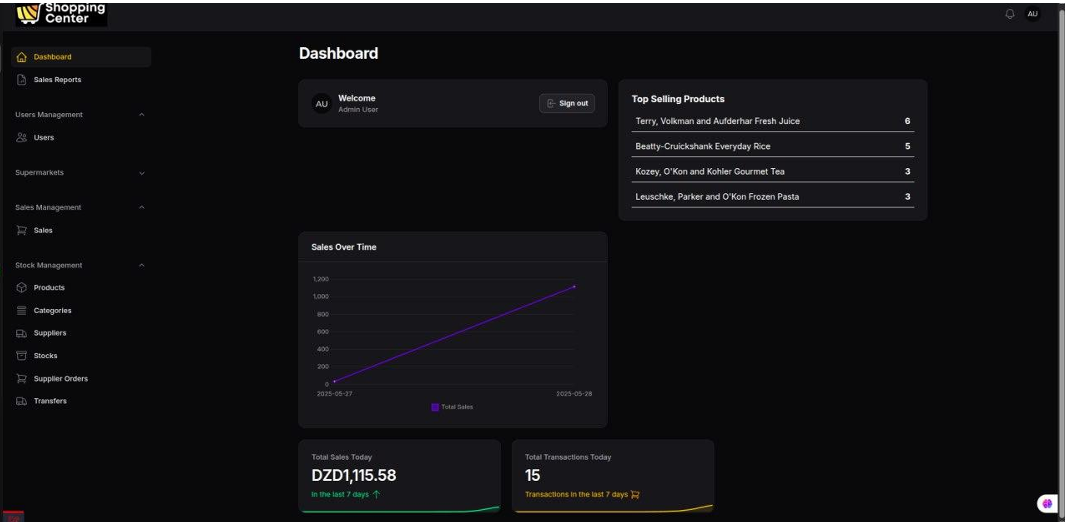 Shopping
Center
AU
Dashboard
Sales Reports
Users Management
Users
Supermarkets
Sales Management
Sales
Stock Management
Products
Categories
Suppliers
Stocks
Supplier Orders
Transfers
Dashboard
AU
Welcome
Admin User
Sign out
Top Selling Products
Terry, Volkman and Aufderhar Fresh Juice 6
Beatty-Cruickshank Everyday Rice 5
Kozey, O'Kon and Kohler Gourmet Tea 3
Leuschke, Parker and O'Kon Frozen Pasta 3
Sales Over Time
1,200
1,000
800
600
400
200
0
2025-05-27 2025-05-28
Total Sales
Total Sales Today
DZD1,115.58
In the last 7 days
Total Transactions Today
15
Transactions in the last 7 days